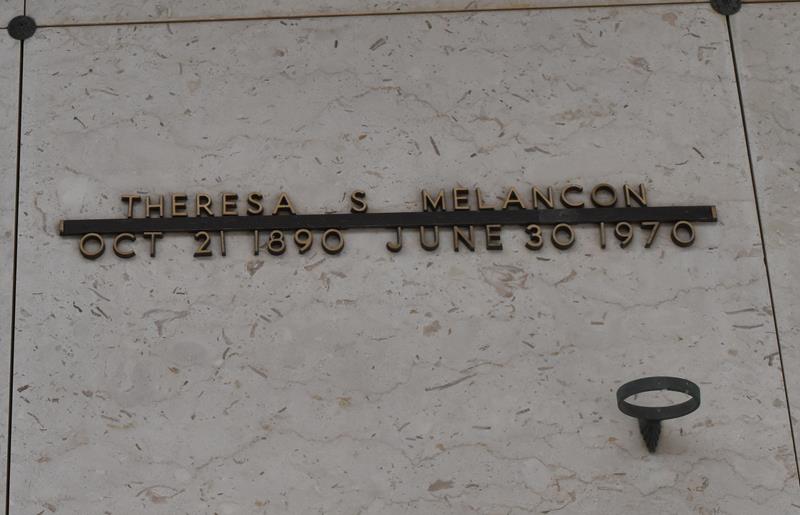 THERESA S MELANCON
OCT 21 1890 JUNE 30 1970